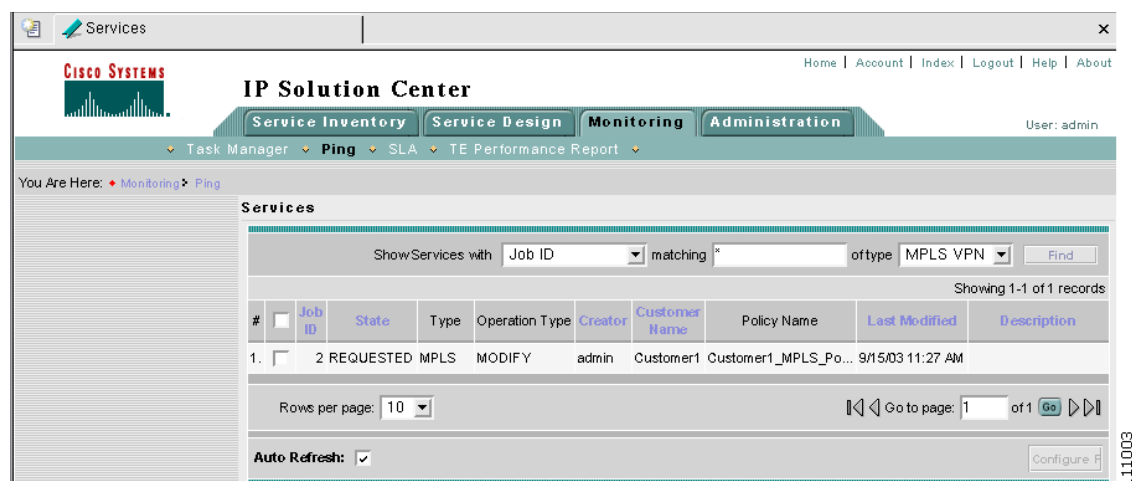 Services
×
CISCO SYSTEMS
Home | Account | Index | Logout | Help | About
IP Solution Center
Service Inventory Service Design Monitoring Administration
User: admin
Task Manager Ping SLA TE Performance Report
You Are Here: Monitoring Ping
Services
Show Services with Job ID matching * of type MPLS VPN Find
Showing 1-1 of 1 records
# Job ID State Type Operation Type Creator Customer Name Policy Name Last Modified Description
1. 2 REQUESTED MPLS MODIFY admin Customer1 Customer1_MPLS_Po... 9/15/03 11:27 AM
Rows per page: 10 Go to page: 1 of 1 Go
Auto Refresh: Configure P
11003